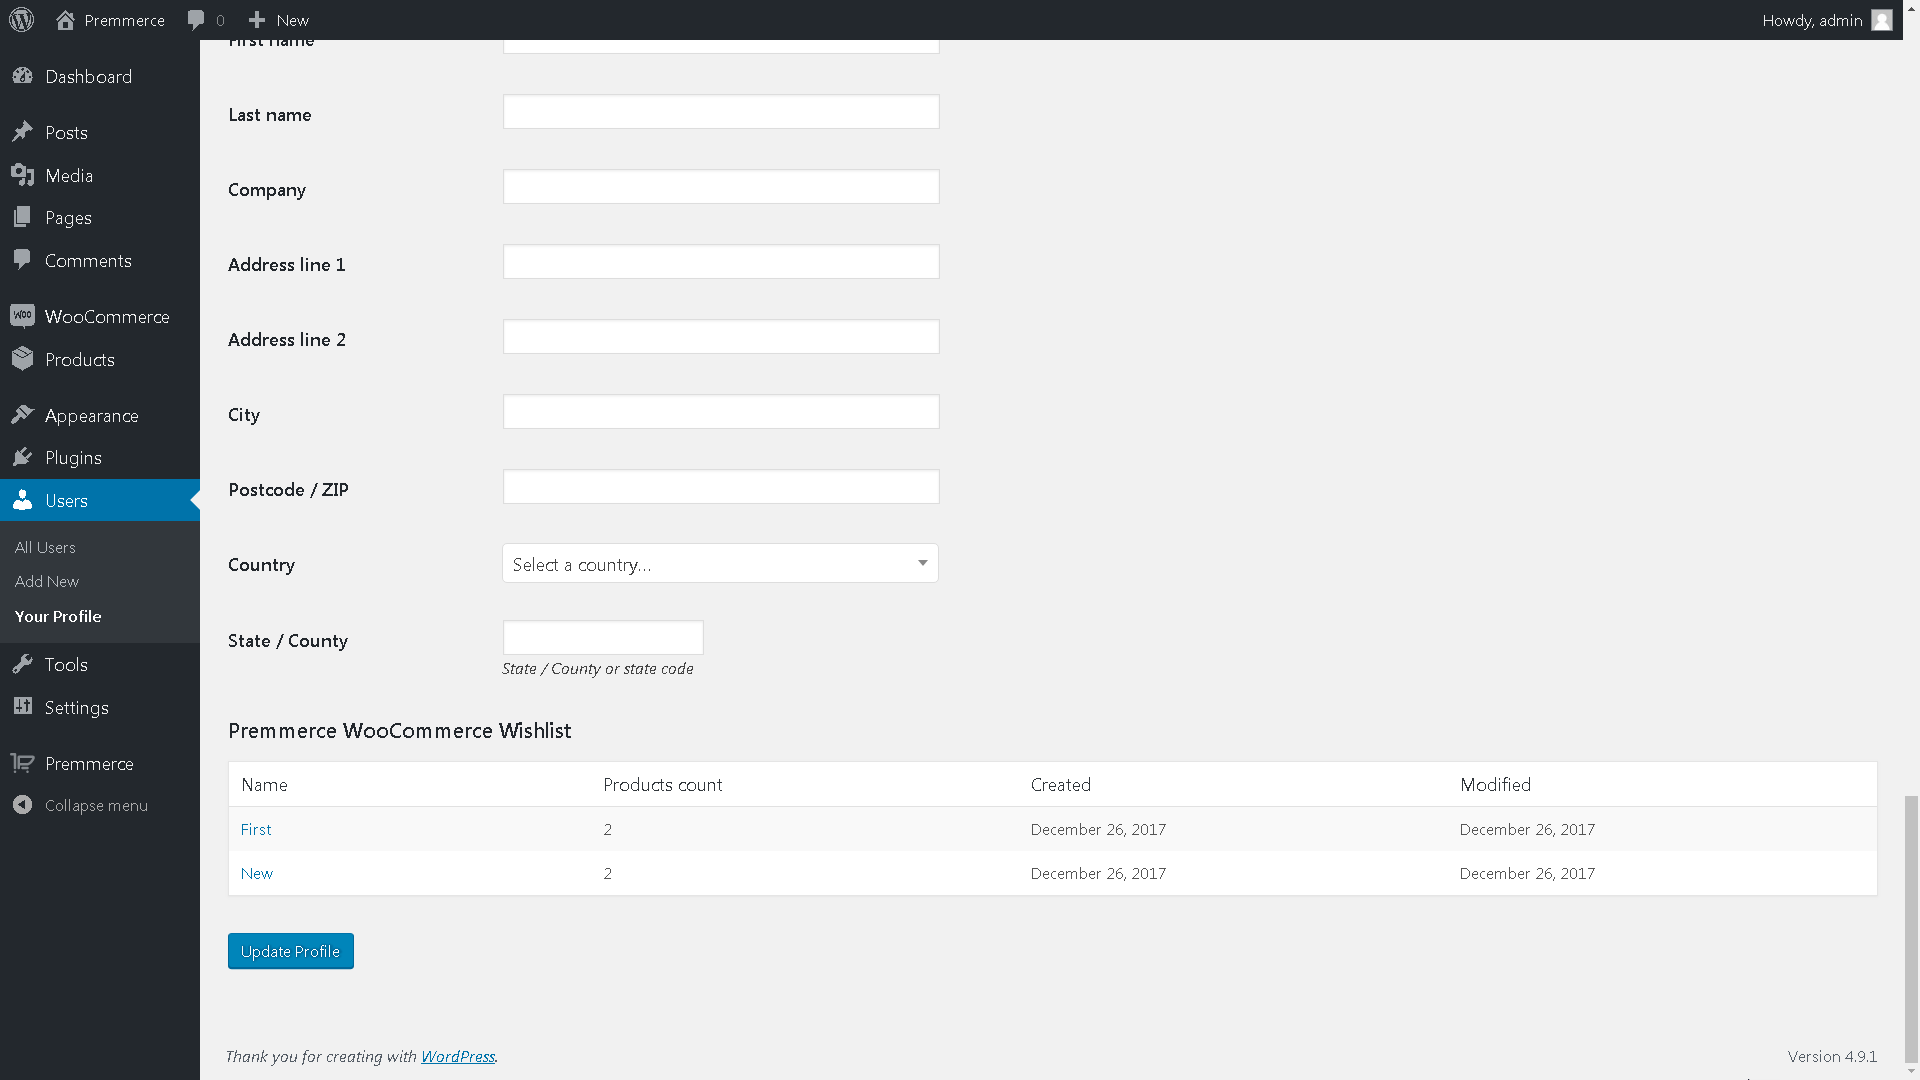 Premmerce 0 New Howdy, admin
Dashboard
Posts
Media
Pages
Comments
WooCommerce
Products
Appearance
Plugins
Users
All Users
Add New
Your Profile
Tools
Settings
Premmerce
Collapse menu
First name
Last name
Company
Address line 1
Address line 2
City
Postcode / ZIP
Country Select a country...
State / County
State / County or state code
Premmerce WooCommerce Wishlist
Name Products count Created Modified
First 2 December 26, 2017 December 26, 2017
New 2 December 26, 2017 December 26, 2017
Update Profile
Thank you for creating with WordPress. Version 4.9.1